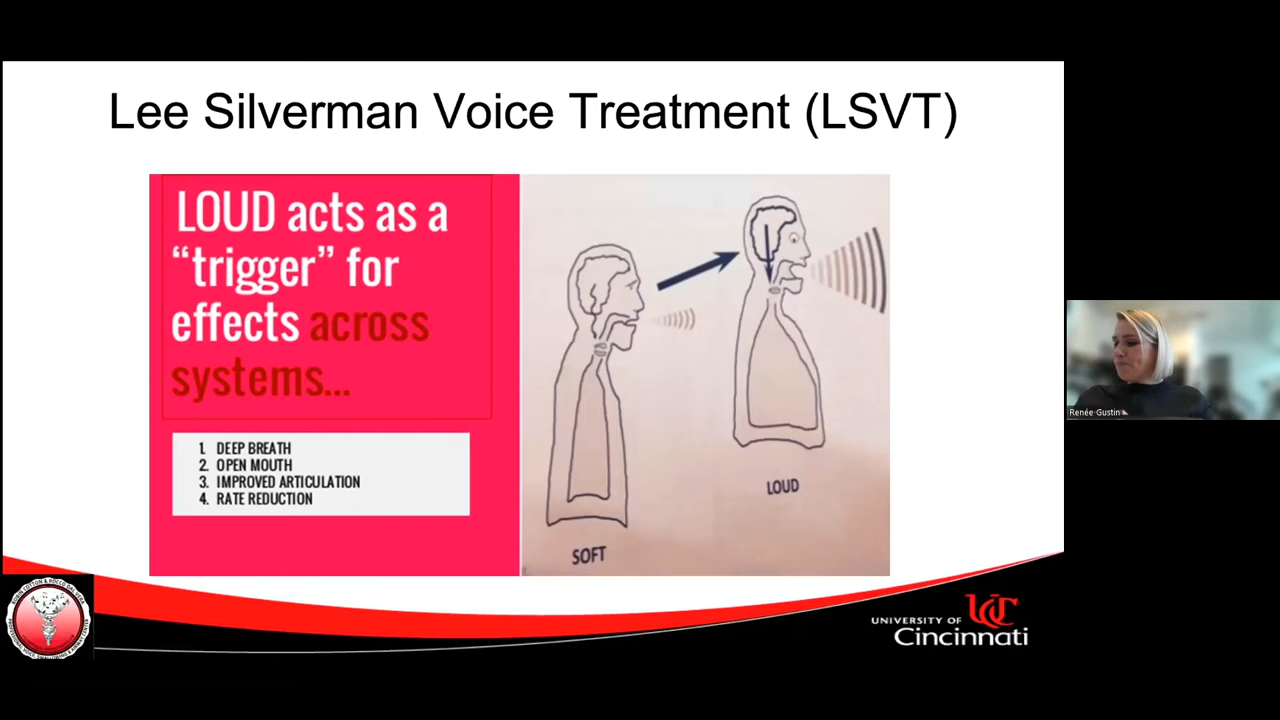 Lee Silverman Voice Treatment (LSVT)
LOUD acts as a
“trigger” for
effects across
systems...
1. DEEP BREATH
2. OPEN MOUTH
3. IMPROVED ARTICULATION
4. RATE REDUCTION
SOFT
LOUD
Renée Gustin
UC
UNIVERSITY OF
Cincinnati